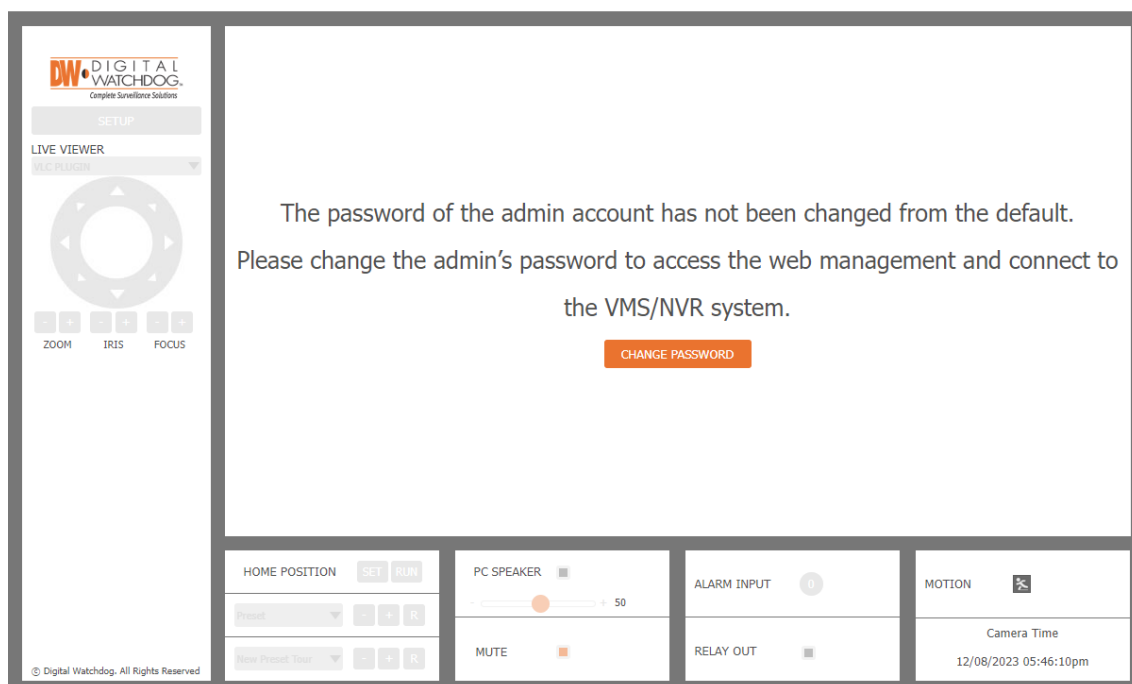 DW DIGITAL
WATCHDOG
Complete Surveillance Solutions
SETUP
LIVE VIEWER
VLC PLUGIN
- + - + - +
ZOOM IRIS FOCUS
© Digital Watchdog. All Rights Reserved
The password of the admin account has not been changed from the default.
Please change the admin's password to access the web management and connect to
the VMS/NVR system.
CHANGE PASSWORD
HOME POSITION SET RUN
Preset - + R
New Preset Tour - + R
PC SPEAKER
- + 50
MUTE
ALARM INPUT 0
RELAY OUT
MOTION
Camera Time
12/08/2023 05:46:10pm